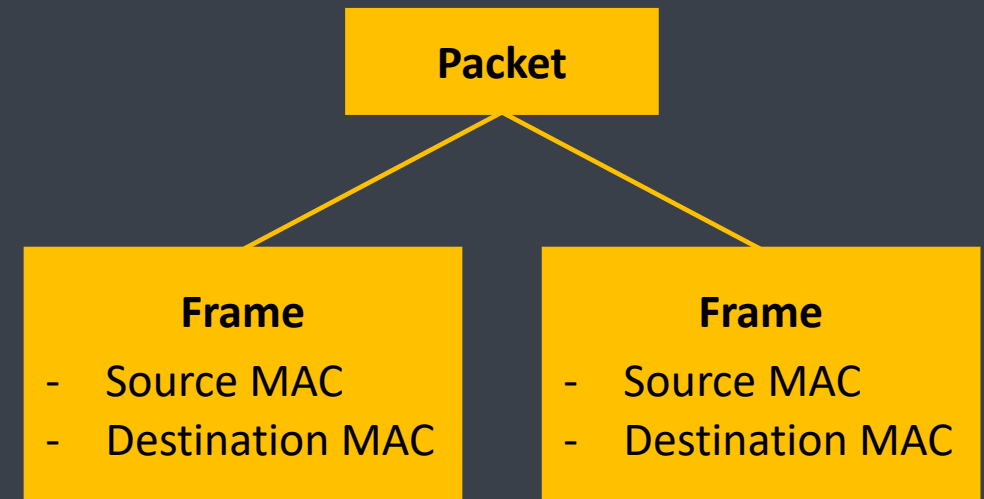 Packet
Frame
- Source MAC
- Destination MAC
Frame
- Source MAC
- Destination MAC